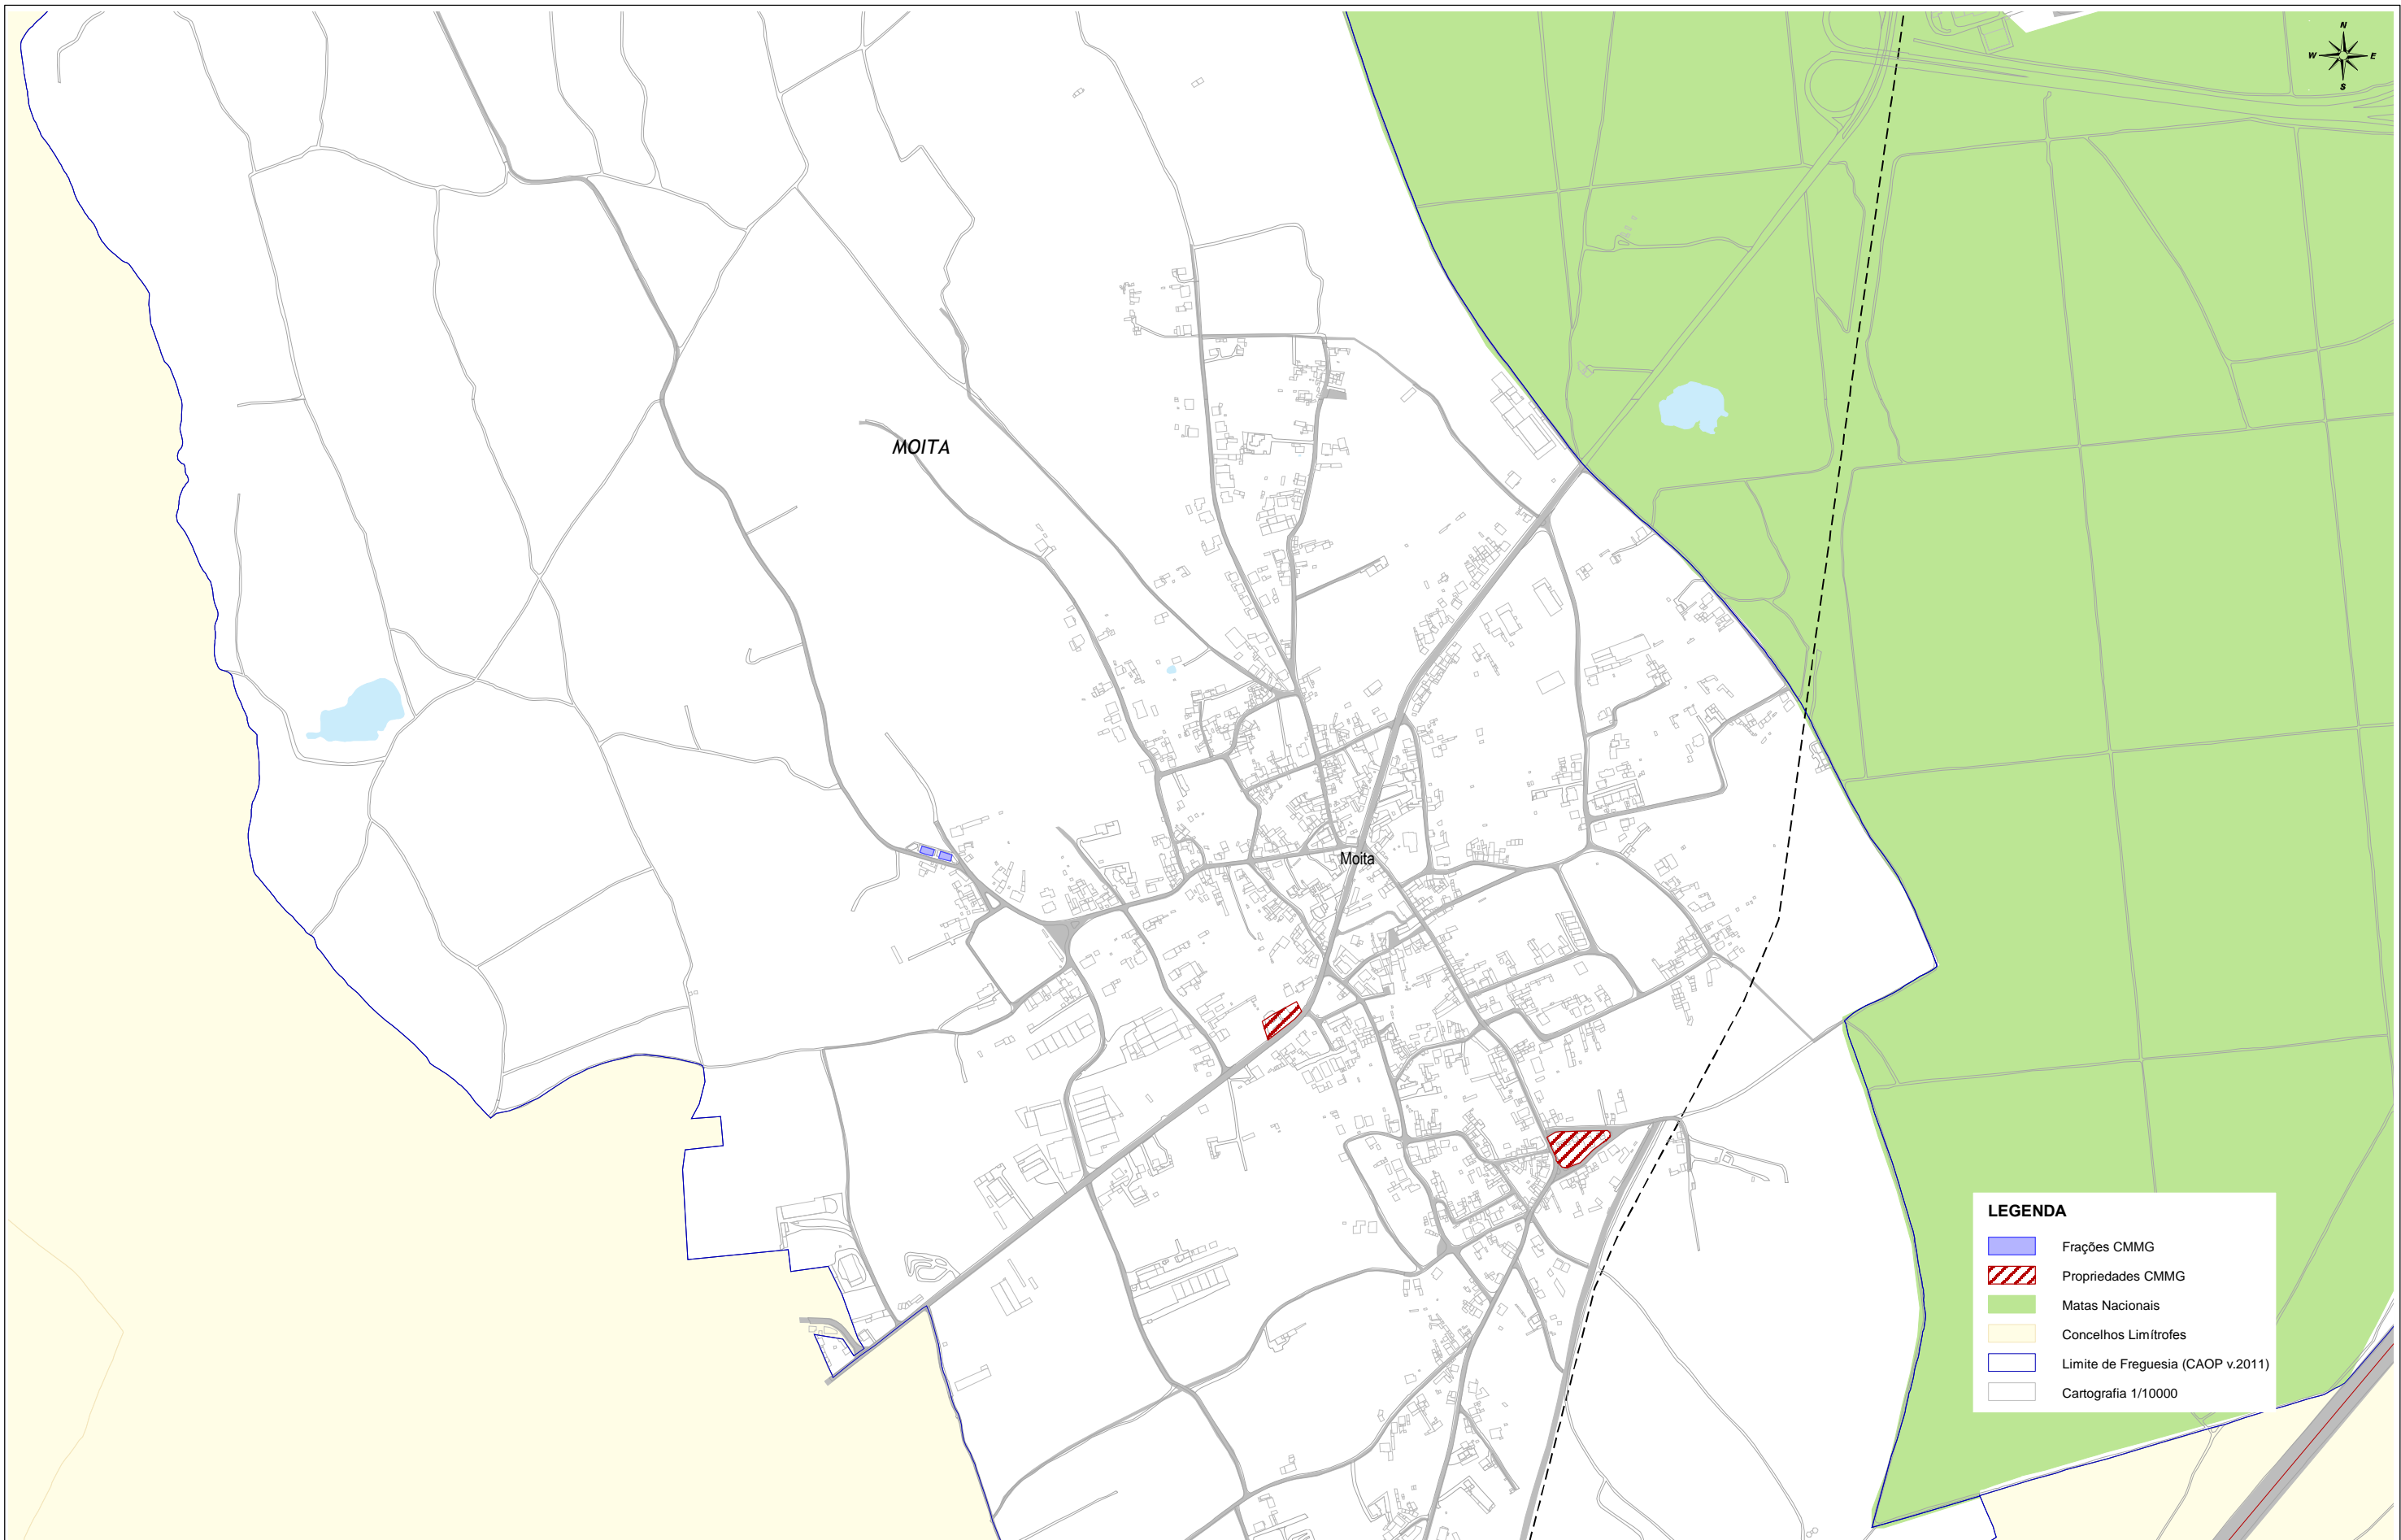 N
W E
S
MOITA
Moita
LEGENDA
Frações CMMG
Propriedades CMMG
Matas Nacionais
Concelhos Limítrofes
Limite de Freguesia (CAOP v.2011)
Cartografia 1/10000